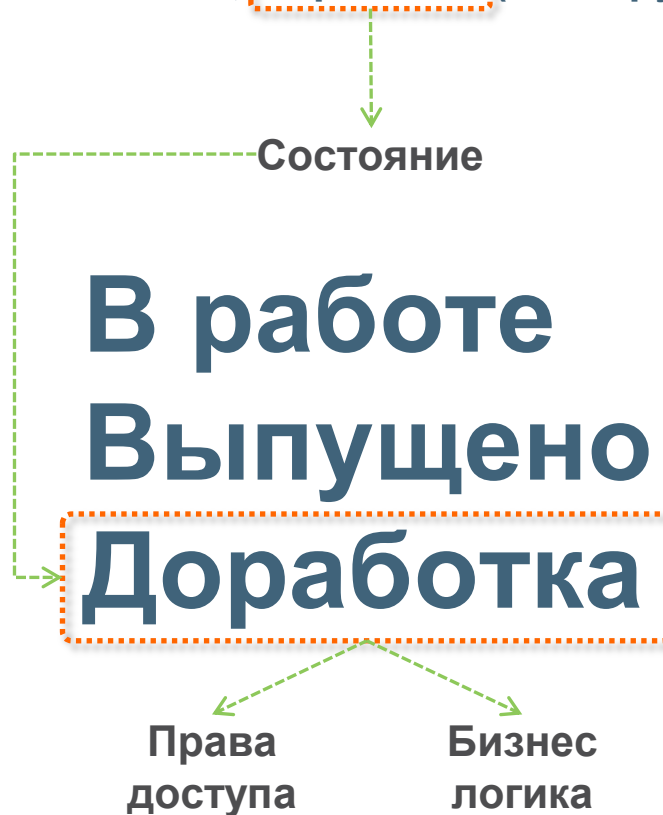 Состояние
В работе
Выпущено
Доработка
Права
доступа
Бизнес
логика